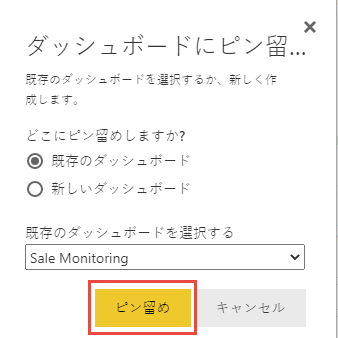 ダッシュボードにピン留...
既存のダッシュボードを選択するか、新しく作
成します。
どこにピン留めしますか?
既存のダッシュボード
新しいダッシュボード
既存のダッシュボードを選択する
Sale Monitoring
ピン留め
キャンセル